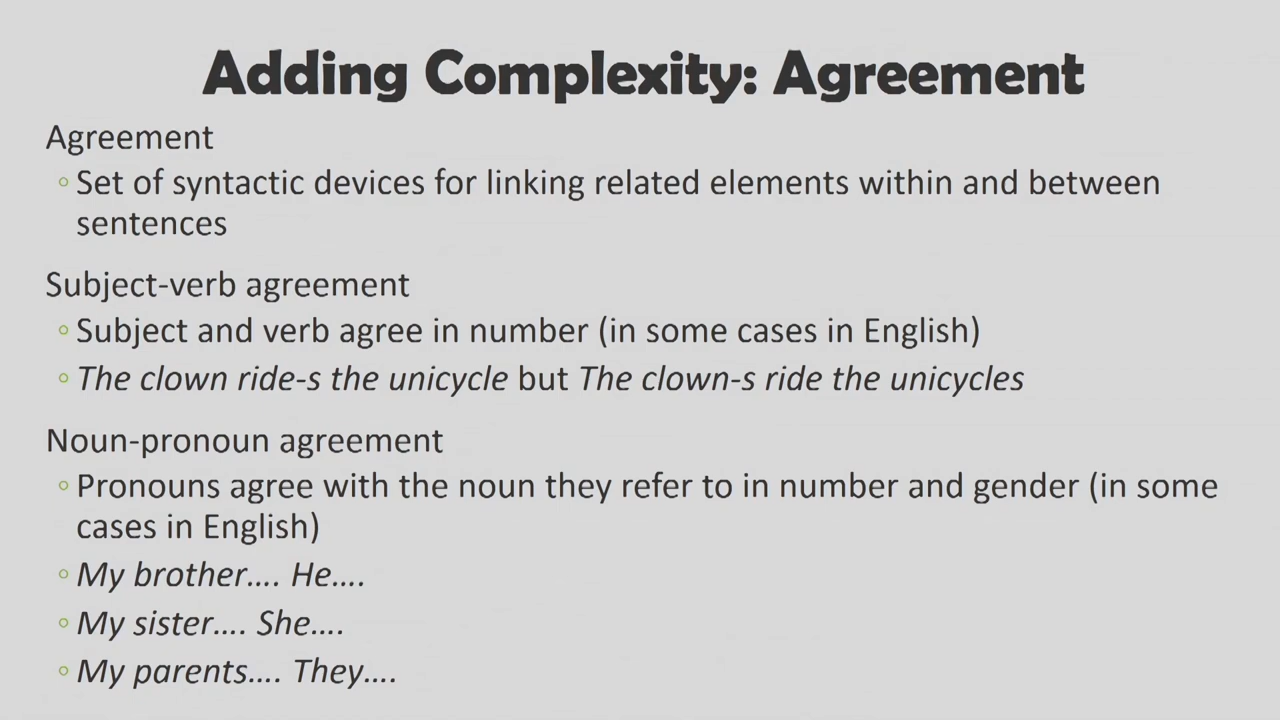 Adding Complexity: Agreement
Agreement
◦ Set of syntactic devices for linking related elements within and between
sentences
Subject-verb agreement
◦ Subject and verb agree in number (in some cases in English)
◦ The clown ride-s the unicycle but The clown-s ride the unicycles
Noun-pronoun agreement
◦ Pronouns agree with the noun they refer to in number and gender (in some
cases in English)
◦ My brother…. He….
◦ My sister…. She….
◦ My parents…. They….